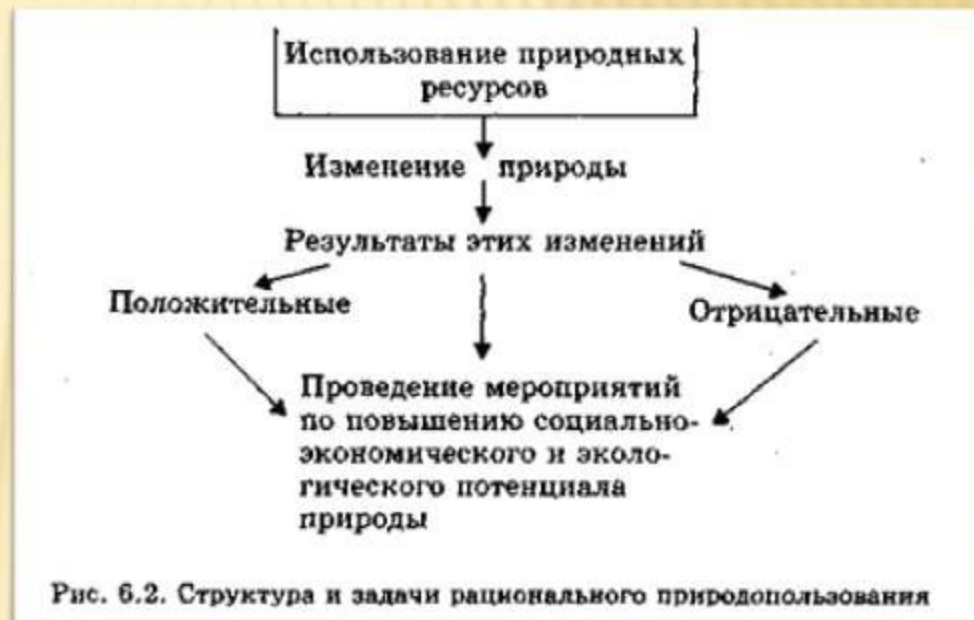 Использование природных
ресурсов
Изменение природы
Результаты этих изменений
Положительные
Отрицательные
Проведение мероприятий
по повышению социально-
экономического и эколо-
гического потенциала
природы
Рис. 6.2. Структура и задачи рационального природопользования